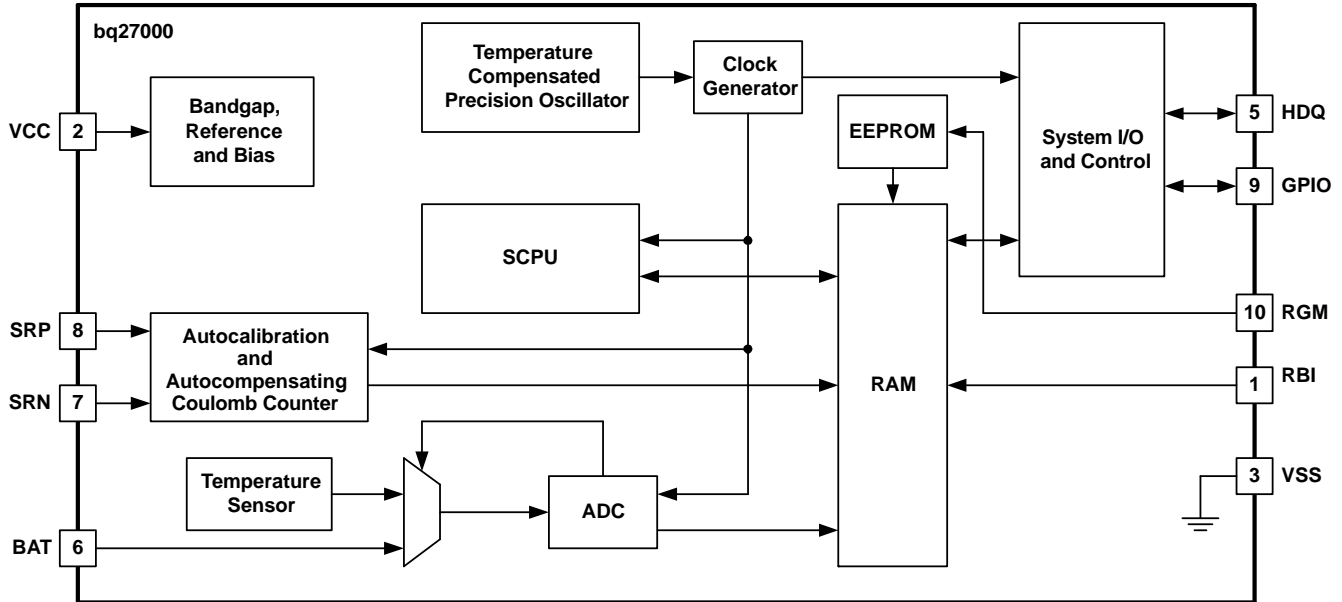 bq27000
Temperature
Compensated
Precision Oscillator
Clock
Generator
Bandgap,
Reference
and Bias
VCC
2
EEPROM
System I/O
and Control
5
HDQ
9
GPIO
SCPU
SRP
8
SRN
7
Autocalibration
and
Autocompensating
Coulomb Counter
RAM
10
RGM
1
RBI
Temperature
Sensor
ADC
3
VSS
BAT
6